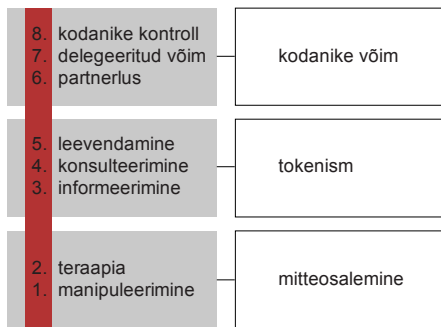 8. kodanike kontroll
7. delegeeritud võim
6. partnerlus
kodanike võim
5. leevendamine
4. konsulteerimine
3. informeerimine
tokenism
2. teraapia
1. manipuleerimine
mitteosalemine